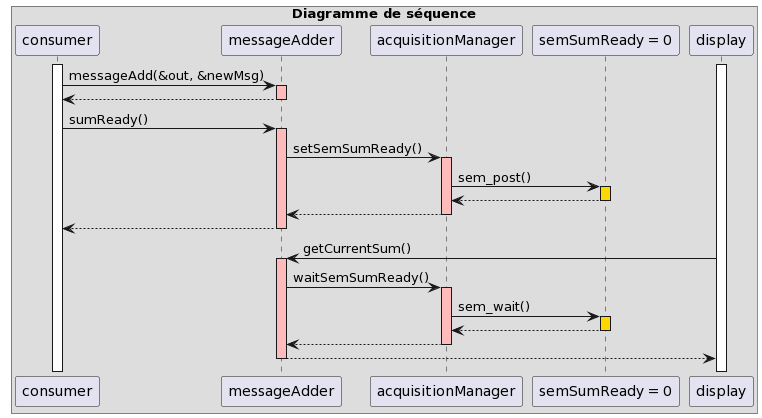 Diagramme de séquence
consumer messageAdder acquisitionManager semSumReady = 0 display
messageAdd(&out, &newMsg)
sumReady()
setSemSumReady()
sem_post()
getCurrentSum()
waitSemSumReady()
sem_wait()
consumer messageAdder acquisitionManager semSumReady = 0 display